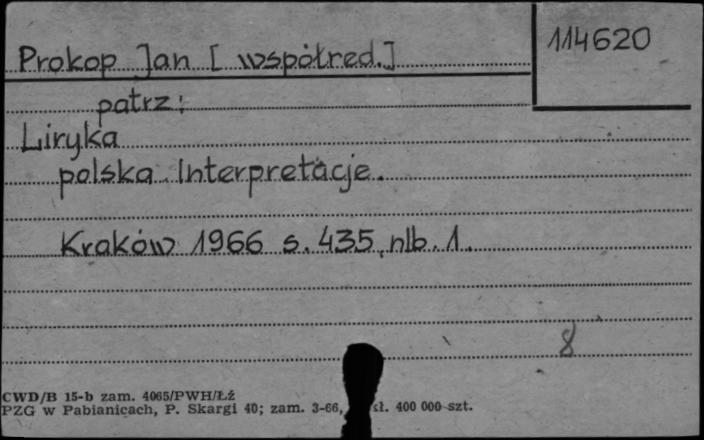 114620
Prokop Jan [ współred.]
patrz:
Liryka
polska Interpretacje.
Kraków 1966 s. 435, nlb. 1.
8
CWD/B 15-b zam. 4065/PWH/Łź
PZG w Pabianicach, P. Skargi 40; zam. 3-66, 400 000 szt.